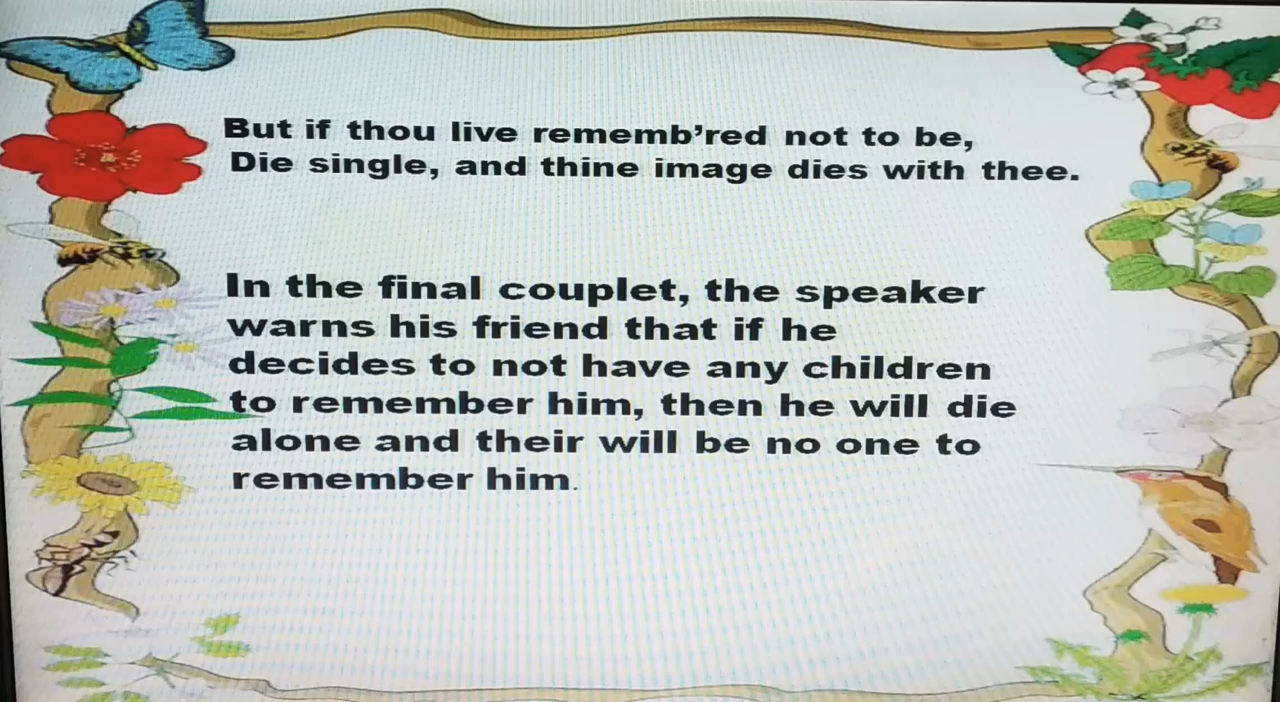 But if thou live rememb’red not to be,
Die single, and thine image dies with thee.
In the final couplet, the speaker
warns his friend that if he
decides to not have any children
to remember him, then he will die
alone and their will be no one to
remember him.